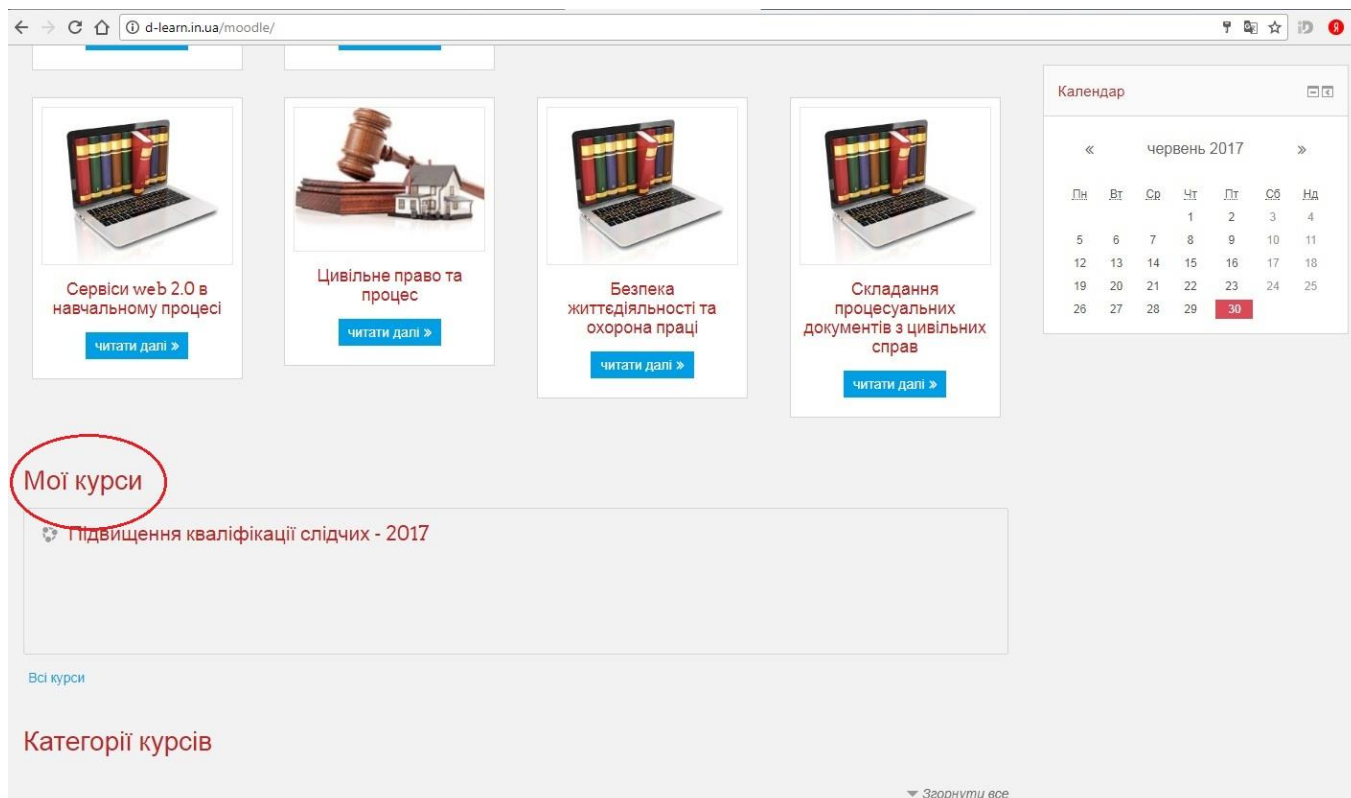 d-learn.in.ua/moodle/
Сервіси web 2.0 в
навчальному процесі
читати далі »
Цивільне право та
процес
читати далі »
Безпека
життєдіяльності та
охорона праці
читати далі »
Складання
процесуальних
документів з цивільних
справ
читати далі »
Календар
« червень 2017 »
Пн Вт Ср Чт Пт Сб Нд
1 2 3 4
5 6 7 8 9 10 11
12 13 14 15 16 17 18
19 20 21 22 23 24 25
26 27 28 29 30
Мої курси
Підвищення кваліфікації слідчих - 2017
Всі курси
Категорії курсів
Згорнути все